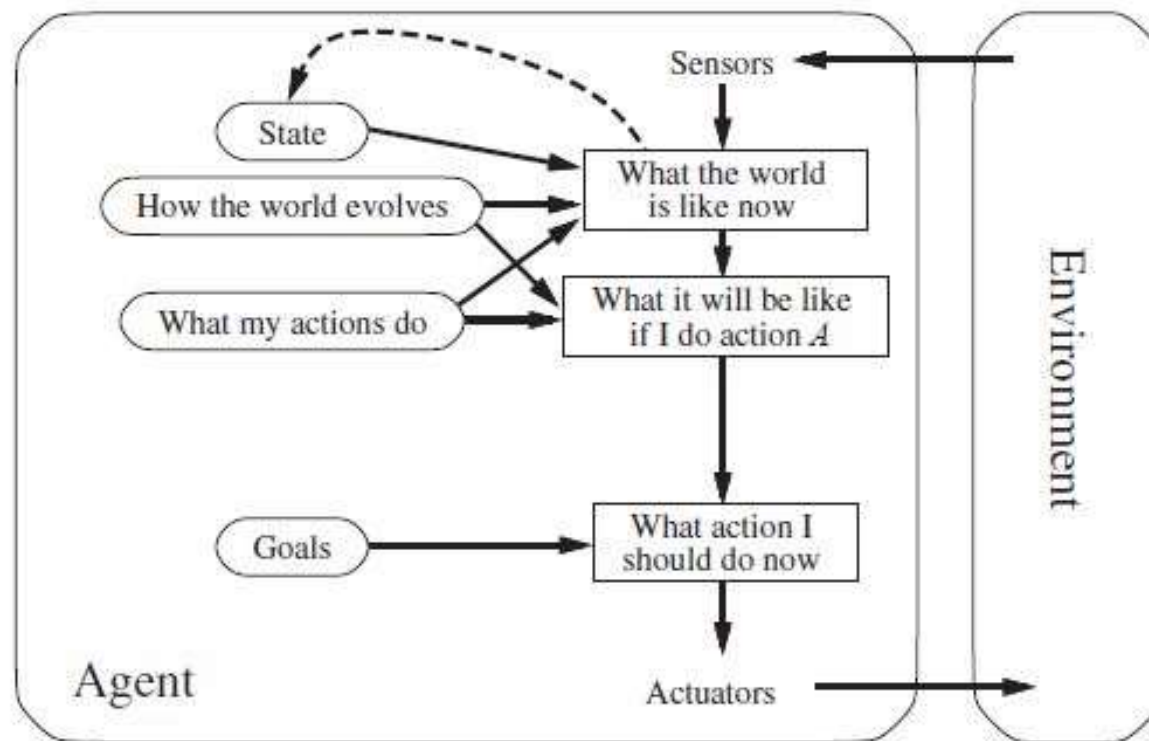 Sensors
State
What the world
is like now
How the world evolves
What it will be like
if I do action A
What my actions do
Environment
What action I
should do now
Goals
Agent
Actuators